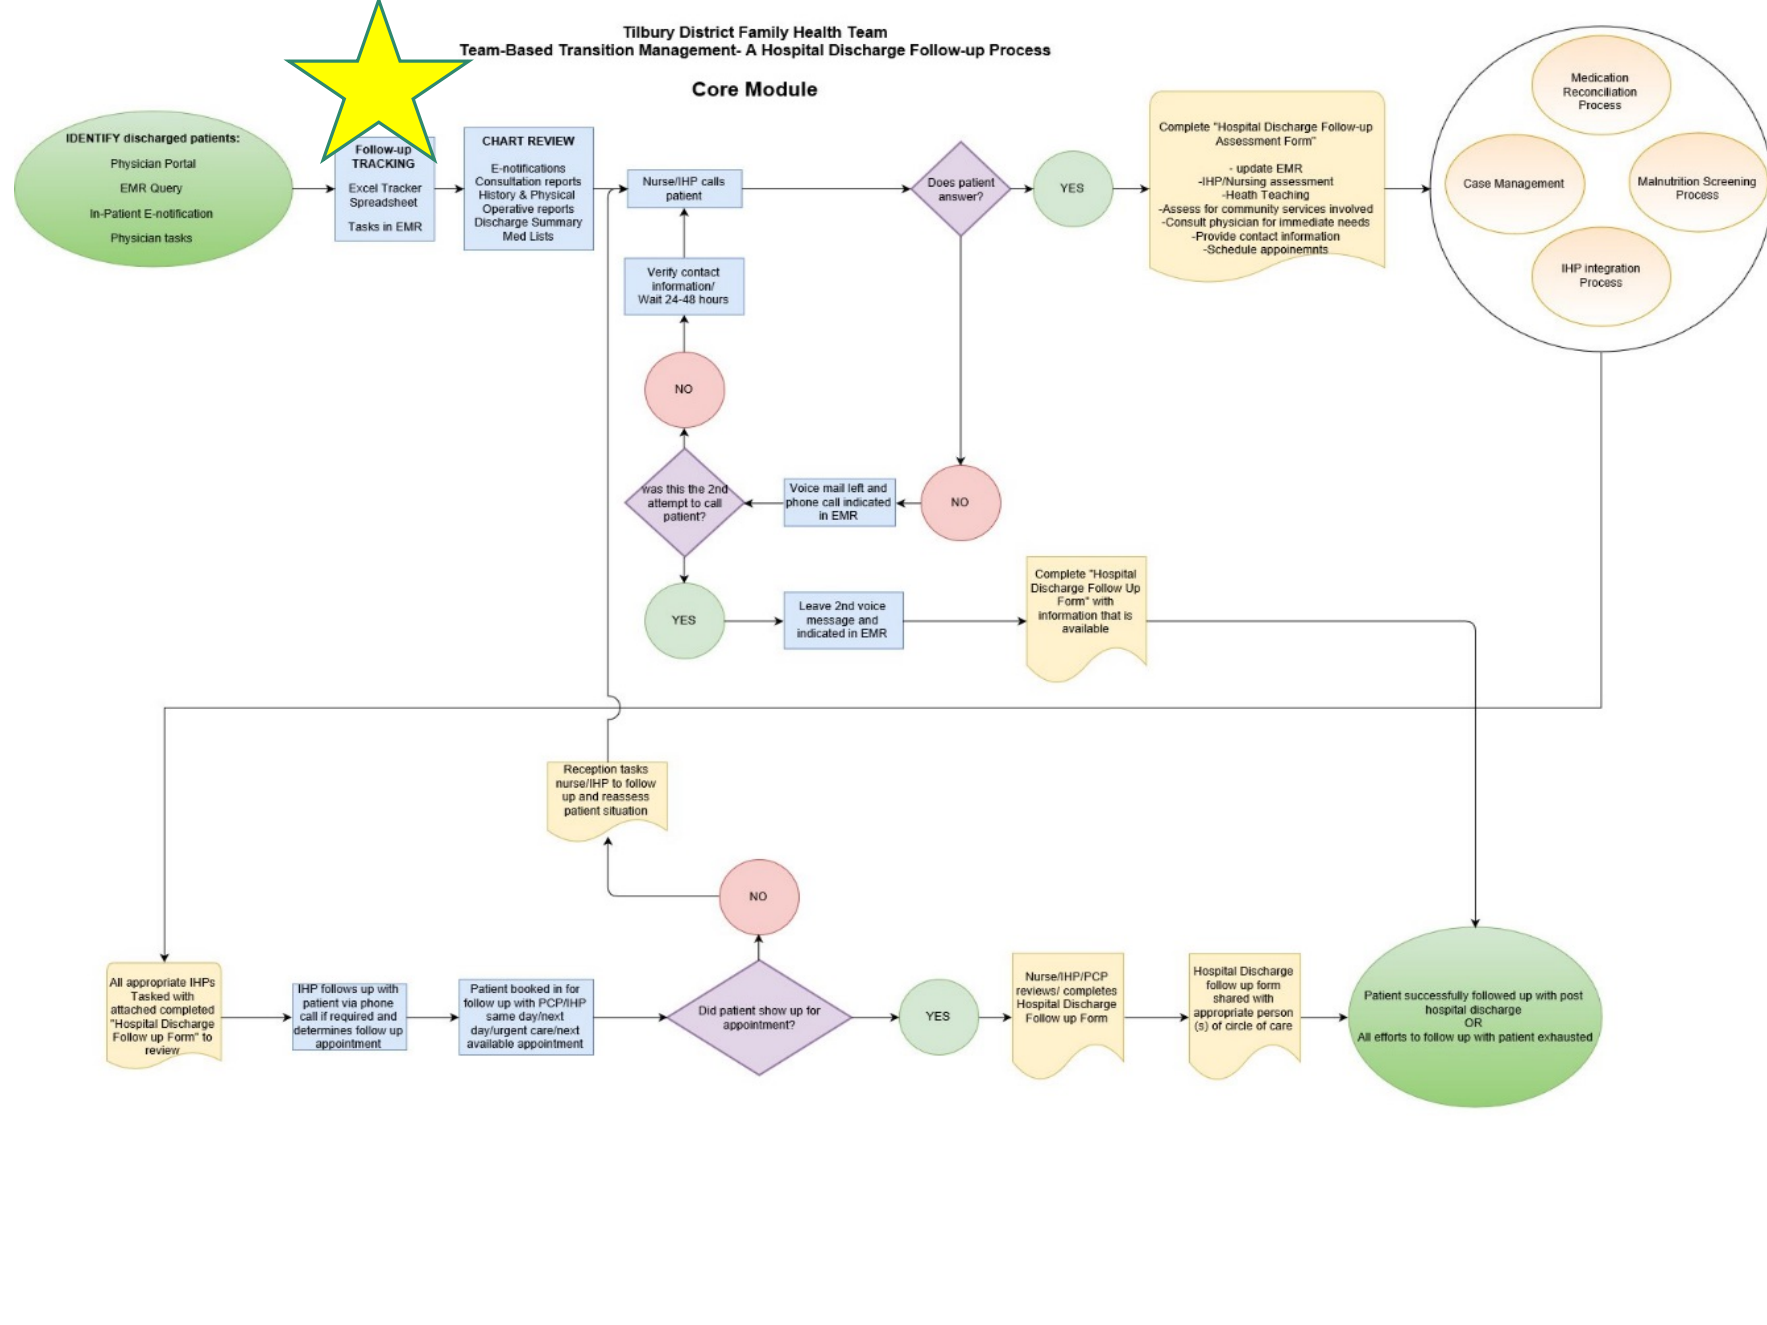 Tilbury District Family Health Team
Team-Based Transition Management- A Hospital Discharge Follow-up Process
Core Module
IDENTIFY discharged patients:
Physician Portal
EMR Query
In-Patient E-notification
Physician tasks
Follow-up
TRACKING
Excel Tracker
Spreadsheet
Tasks in EMR
CHART REVIEW
E-notifications
Consultation reports
History & Physical
Operative reports
Discharge Summary
Med Lists
Nurse/IHP calls
patient
Does patient
answer?
YES
Complete "Hospital Discharge Follow-up
Assessment Form"
- update EMR
-IHP/Nursing assessment
-Heath Teaching
-Assess for community services involved
-Consult physician for immediate needs
-Provide contact information
-Schedule appoinemnts
Medication
Reconciliation
Process
Case Management
Malnutrition Screening
Process
IHP integration
Process
Verify contact
information/
Wait 24-48 hours
NO
was this the 2nd
attempt to call
patient?
Voice mail left and
phone call indicated
in EMR
NO
YES
Leave 2nd voice
message and
indicated in EMR
Complete "Hospital
Discharge Follow Up
Form" with
information that is
available
Reception tasks
nurse/IHP to follow
up and reassess
patient situation
NO
All appropriate IHPs
Tasked with
attached completed
"Hospital Discharge
Follow up Form" to
review
IHP follows up with
patient via phone
call if required and
determines follow up
appointment
Patient booked in for
follow up with PCP/IHP
same day/next
day/urgent care/next
available appointment
Did patient show up for
appointment?
YES
Nurse/IHP/PCP
reviews/ completes
Hospital Discharge
Follow up Form
Hospital Discharge
follow up form
shared with
appropriate person
(s) of circle of care
Patient successfully followed up with post
hospital discharge
OR
All efforts to follow up with patient exhausted